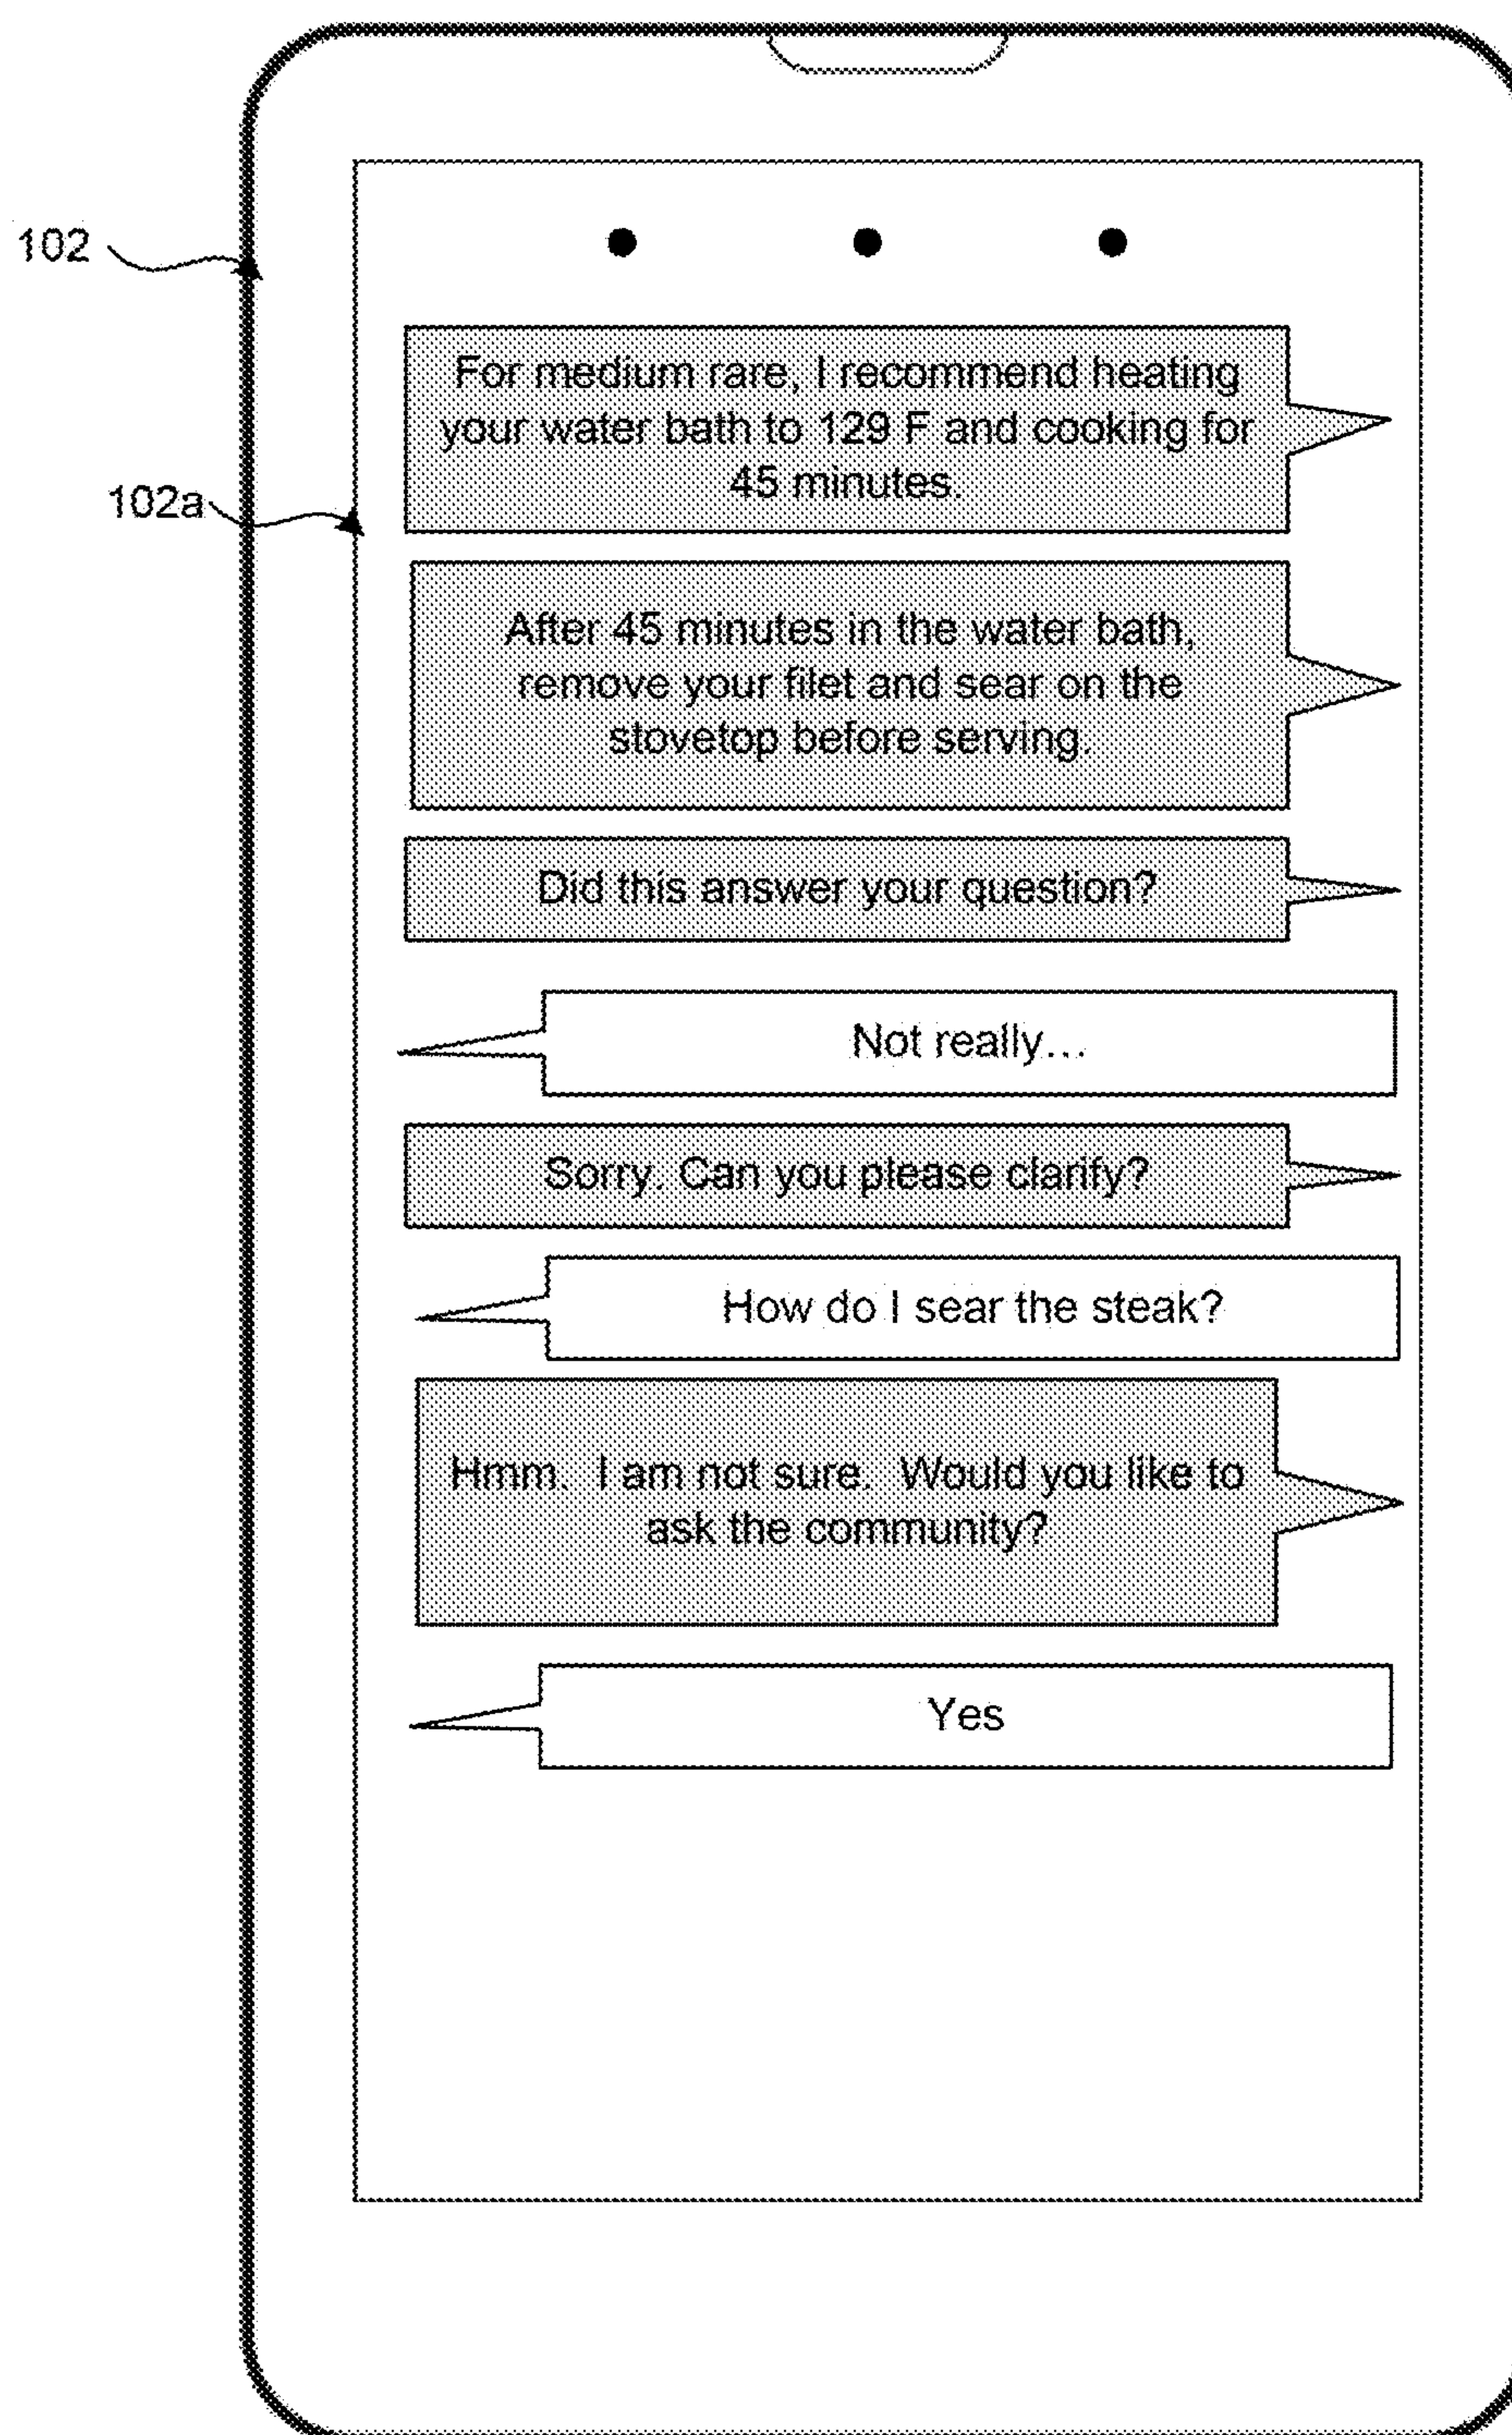 102
For medium rare, I recommend heating
your water bath to 129 F and cooking for
45 minutes.
102a
After 45 minutes in the water bath,
remove your filet and sear on the
stovetop before serving.
Did this answer your question?
Not really...
Sorry. Can you please clarify?
How do I sear the steak?
Hmm.  I am not sure.  Would you like to
ask the community?
Yes